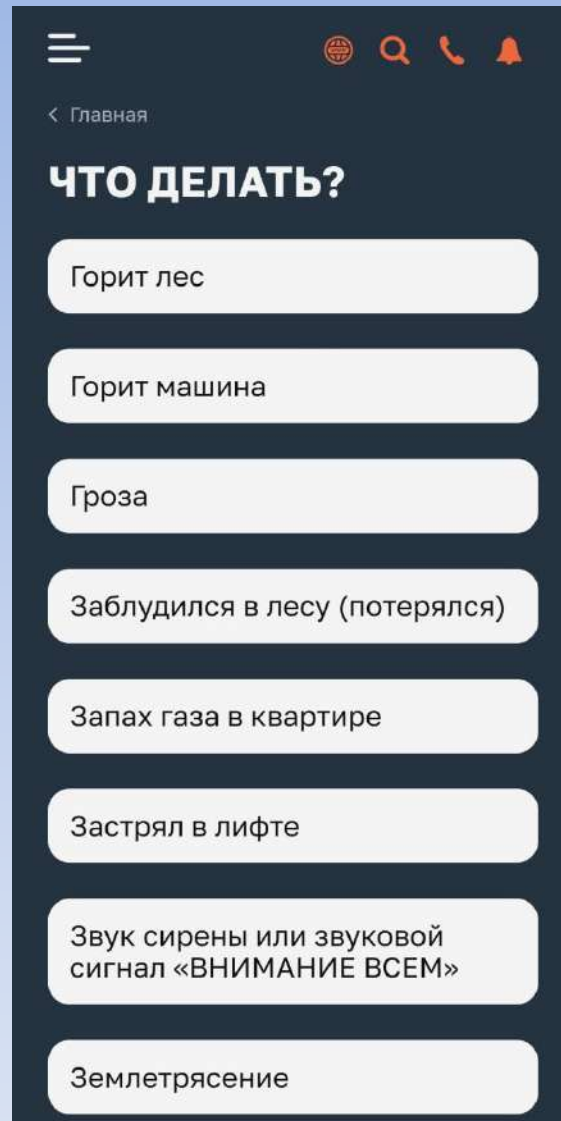 Главная
ЧТО ДЕЛАТЬ?
Горит лес
Горит машина
Гроза
Заблудился в лесу (потерялся)
Запах газа в квартире
Застрял в лифте
Звук сирены или звуковой
сигнал «ВНИМАНИЕ ВСЕМ»
Землетрясение